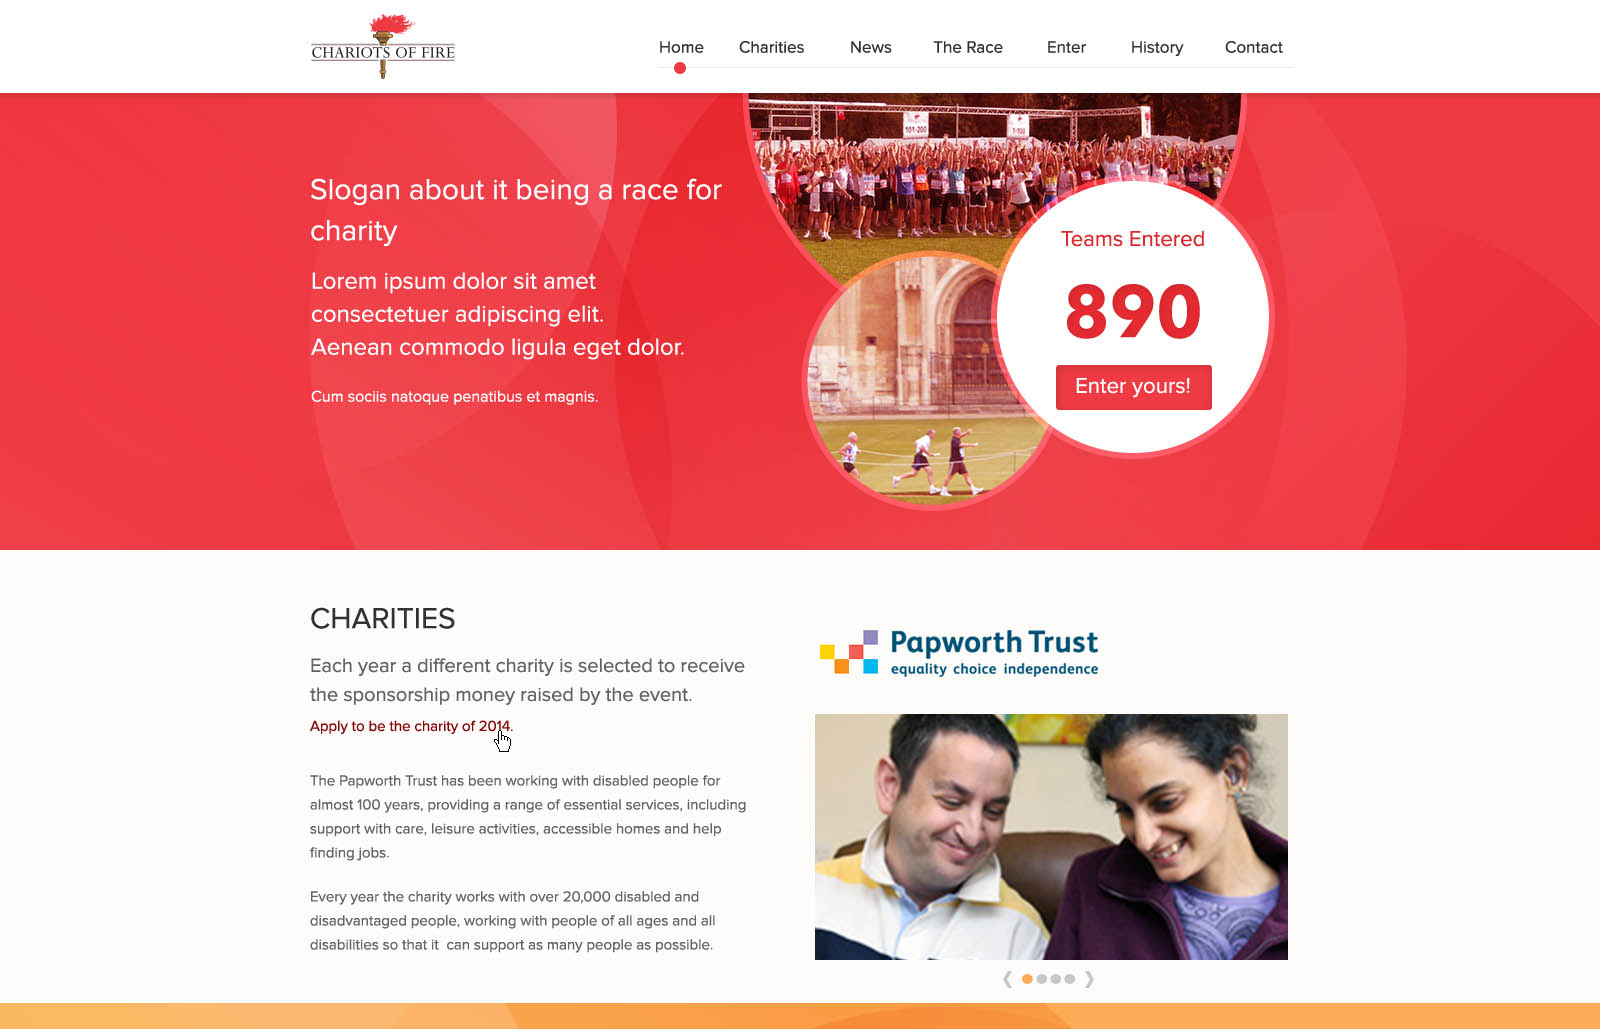 CHARIOTS OF FIRE
Home Charities News The Race Enter History Contact
101-200
1-100
Slogan about it being a race for
charity
Lorem ipsum dolor sit amet
consectetuer adipiscing elit.
Aenean commodo ligula eget dolor.
Cum sociis natoque penatibus et magnis.
Teams Entered
890
Enter yours!
CHARITIES
Each year a different charity is selected to receive
the sponsorship money raised by the event.
Apply to be the charity of 2014.
The Papworth Trust has been working with disabled people for
almost 100 years, providing a range of essential services, including
support with care, leisure activities, accessible homes and help
finding jobs.
Every year the charity works with over 20,000 disabled and
disadvantaged people, working with people of all ages and all
disabilities so that it  can support as many people as possible.
Papworth Trust
equality choice independence